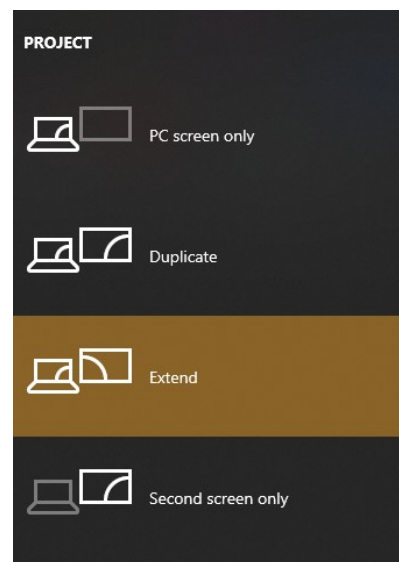 PROJECT
PC screen only
Duplicate
Extend
Second screen only